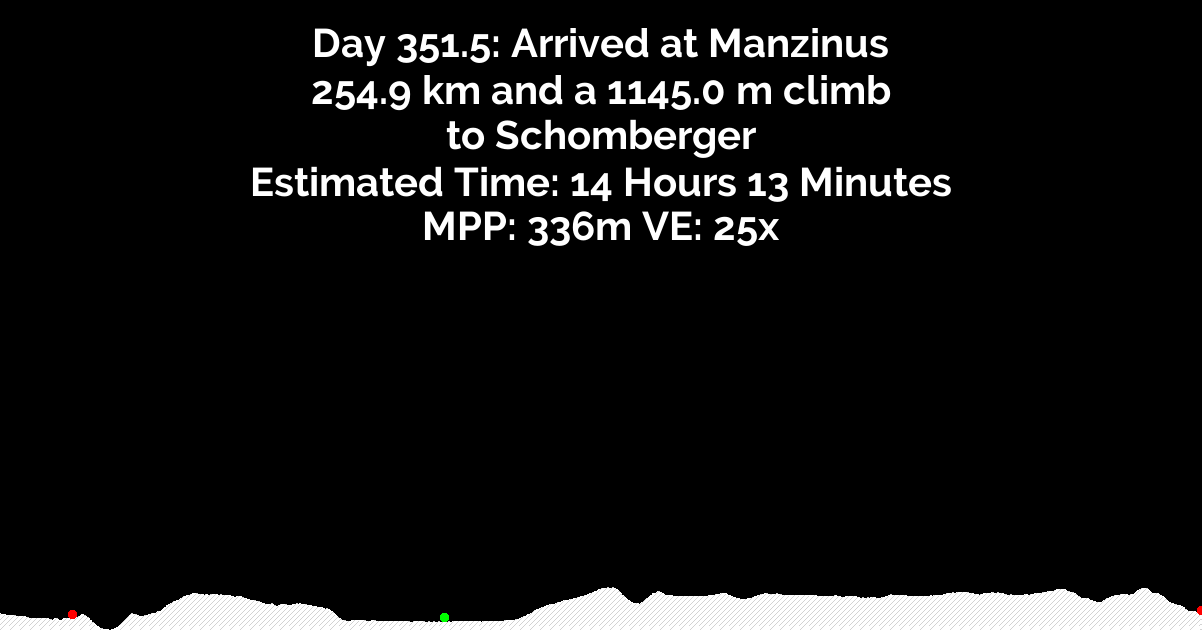 Day 351.5: Arrived at Manzinus
254.9 km and a 1145.0 m climb
to Schomberger
Estimated Time: 14 Hours 13 Minutes
MPP: 336m VE: 25x